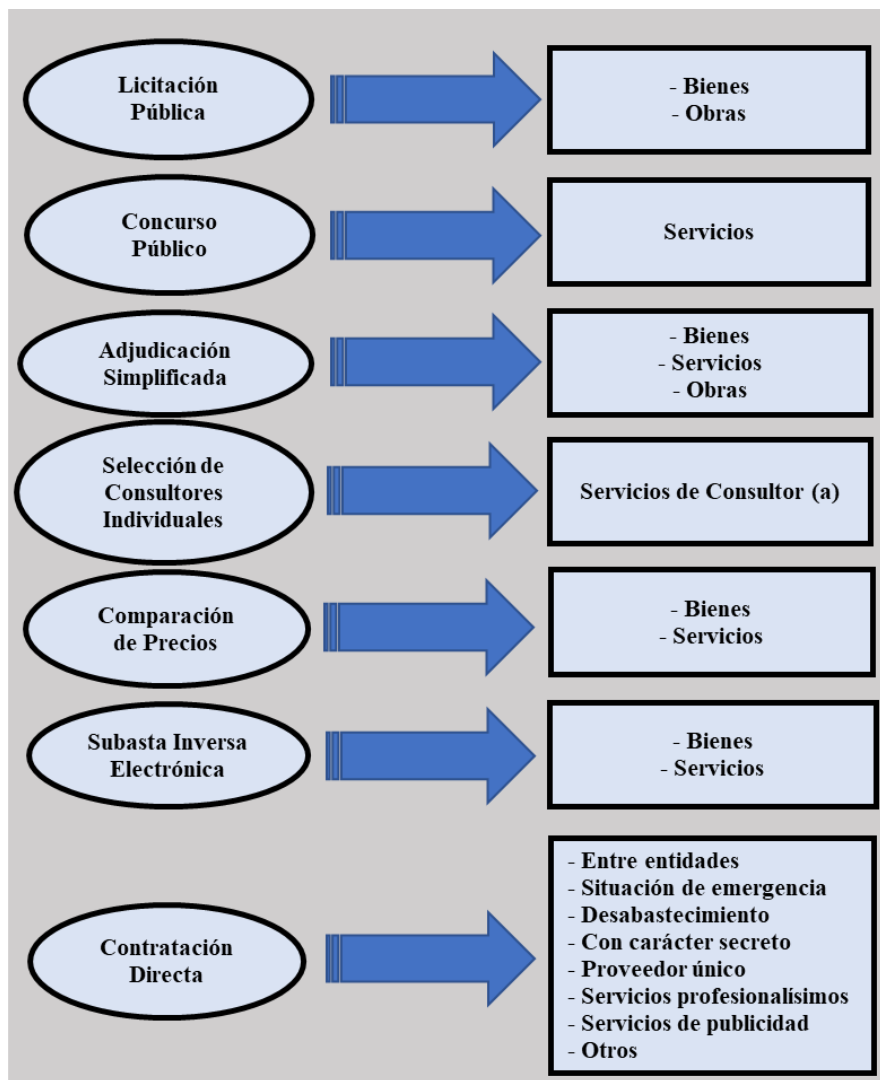 Licitación
Pública
- Bienes
- Obras
Concurso
Público
Servicios
Adjudicación
Simplificada
- Bienes
- Servicios
- Obras
Selección de
Consultores
Individuales
Servicios de Consultor (a)
Comparación
de Precios
- Bienes
- Servicios
Subasta Inversa
Electrónica
- Bienes
- Servicios
Contratación
Directa
- Entre entidades
- Situación de emergencia
- Desabastecimiento
- Con carácter secreto
- Proveedor único
- Servicios profesionalísimos
- Servicios de publicidad
- Otros